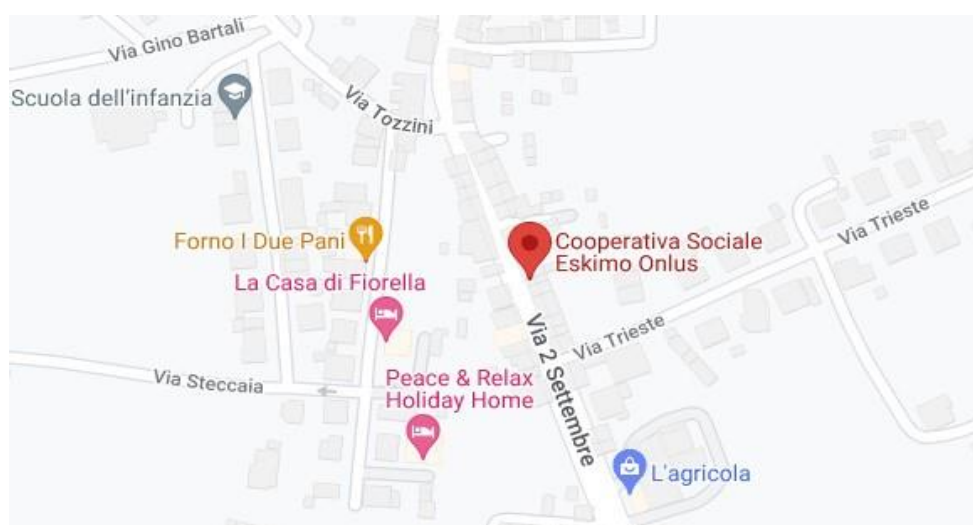 Via Gino Bartali
Scuola dell'infanzia
Via Tozzini
Forno I Due Pani
Cooperativa Sociale
Eskimo Onlus
Via Trieste
La Casa di Fiorella
Via 2 Settembre
Via Trieste
Via Steccaia
Peace & Relax
Holiday Home
L'agricola